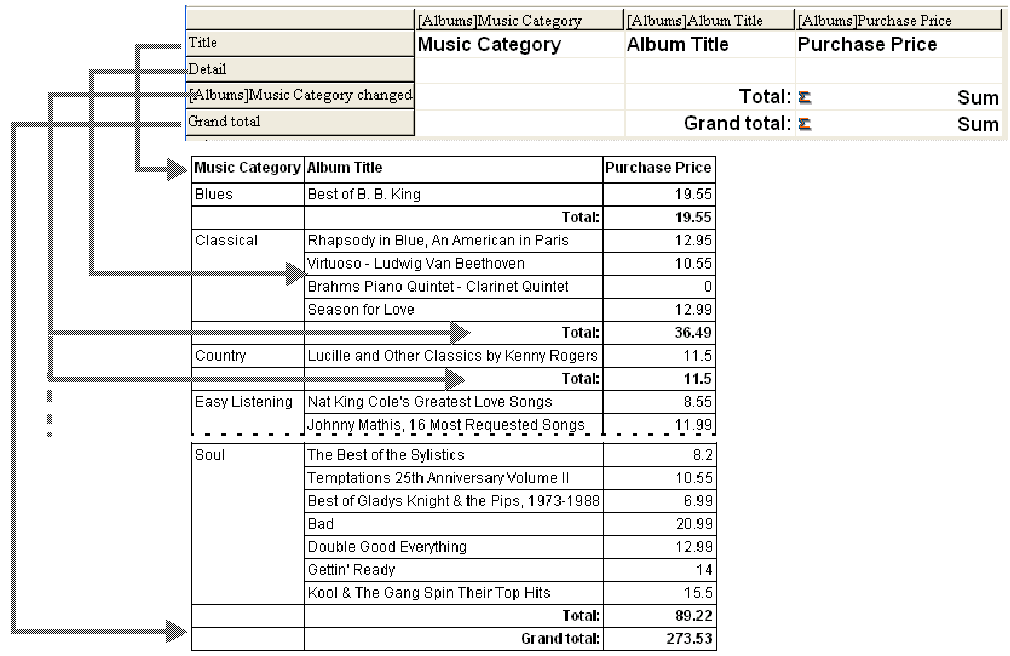 [Albums]Music Category [Albums]Album Title [Albums]Purchase Price
Title Music Category Album Title Purchase Price
Detail
[Albums]Music Category changed Total: Sum
Grand total Grand total: Sum
Music Category Album Title Purchase Price
Blues Best of B. B. King 19.55
Total: 19.55
Classical Rhapsody in Blue, An American in Paris 12.95
Virtuoso - Ludwig Van Beethoven 10.55
Brahms Piano Quintet - Clarinet Quintet 0
Season for Love 12.99
Total: 36.49
Country Lucille and Other Classics by Kenny Rogers 11.5
Total: 11.5
Easy Listening Nat King Cole's Greatest Love Songs 8.55
Johnny Mathis, 16 Most Requested Songs 11.99
Soul The Best of the Sylistics 8.2
Temptations 25th Anniversary Volume II 10.55
Best of Gladys Knight & the Pips, 1973-1988 6.99
Bad 20.99
Double Good Everything 12.99
Gettin' Ready 14
Kool & The Gang Spin Their Top Hits 15.5
Total: 89.22
Grand total: 273.53